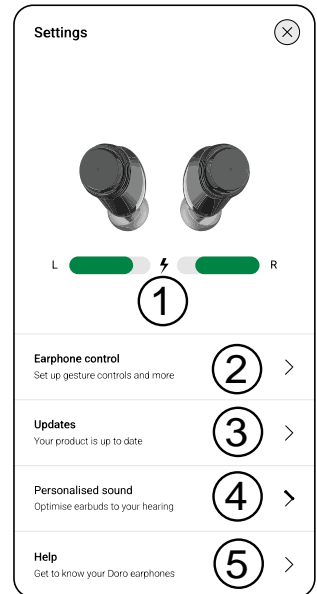 Settings
L R
1
Earphone control
Set up gesture controls and more
2
Updates
Your product is up to date
3
Personalised sound
Optimise earbuds to your hearing
4
Help
Get to know your Doro earphones
5